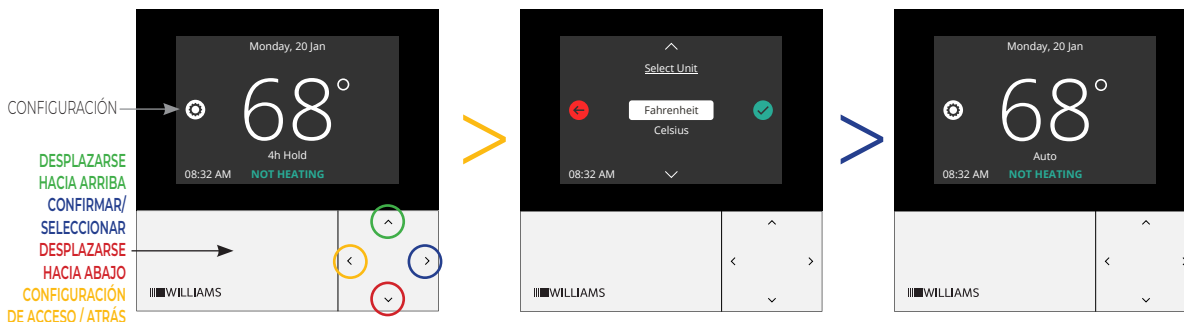 CONFIGURACIÓN
DESPLAZARSE
HACIA ARRIBA
CONFIRMAR/
SELECCIONAR
DESPLAZARSE
HACIA ABAJO
CONFIGURACIÓN
DE ACCESO / ATRÁS
Monday, 20 Jan
68°
4h Hold
08:32 AM NOT HEATING
WILLIAMS
>
Select Unit
Fahrenheit
Celsius
08:32 AM
WILLIAMS
>
Monday, 20 Jan
68°
Auto
08:32 AM NOT HEATING
WILLIAMS